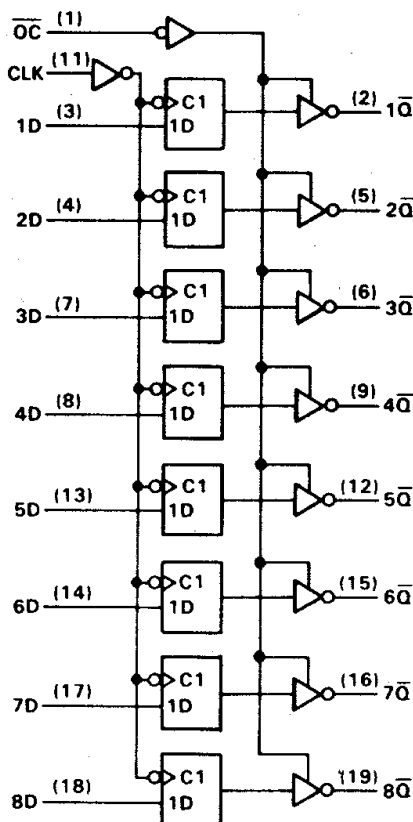 O̅C̅ (1)
CLK (11)
C1
1D (3) 1D (2) 1Q̅
C1
2D (4) 1D (5) 2Q̅
C1
3D (7) 1D (6) 3Q̅
C1
4D (8) 1D (9) 4Q̅
C1
5D (13) 1D (12) 5Q̅
C1
6D (14) 1D (15) 6Q̅
C1
7D (17) 1D (16) 7Q̅
C1
8D (18) 1D (19) 8Q̅